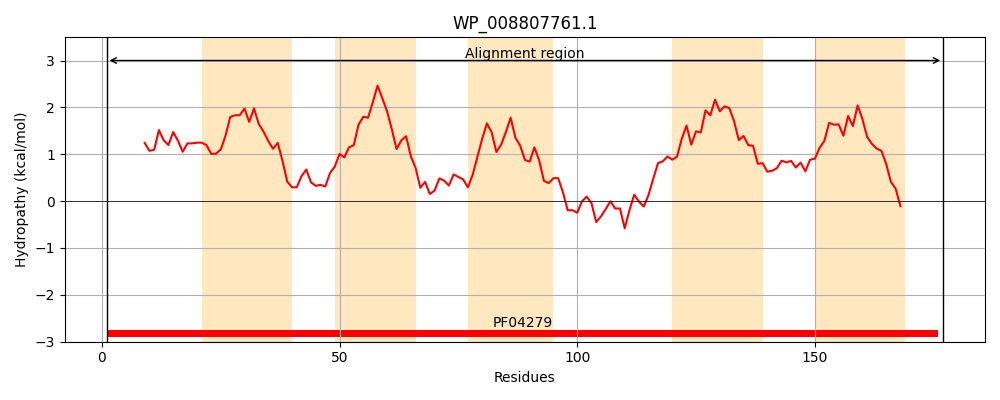 WP_008807761.1
Alignment region
3
2
1
0
−1
−2
−3
Hydropathy (kcal/mol)
PF04279
0
50
100
150
Residues